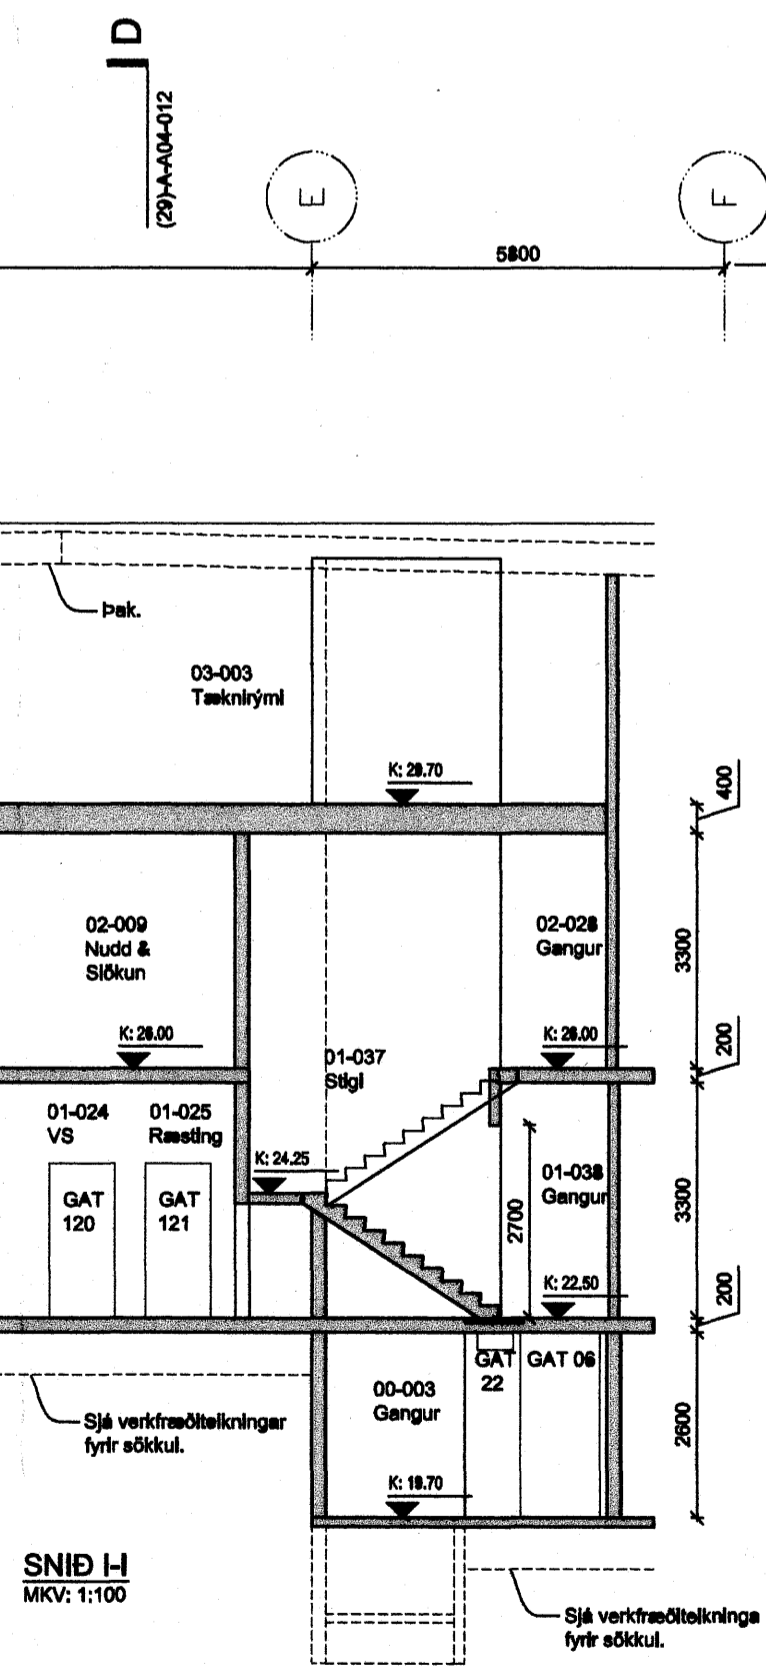 D
(29)-A-A04-012
E
F
5800
Þak.
03-003
Tæknirými
K: 29.70
400
02-009
Nudd &
Slökun
02-028
Gangur
3300
K: 26.00
K: 26.00
200
01-037
Stigi
01-024
VS
01-025
Ræsting
K: 24.25
01-038
Gangur
GAT
120
GAT
121
2700
3300
K: 22.50
200
GAT
22
GAT 06
00-003
Gangur
Sjá verkfræðiteikningar
fyrir sökkul.
2600
K: 19.70
SNIÐ I-I
MKV: 1:100
Sjá verkfræðiteikninga
fyrir sökkul.